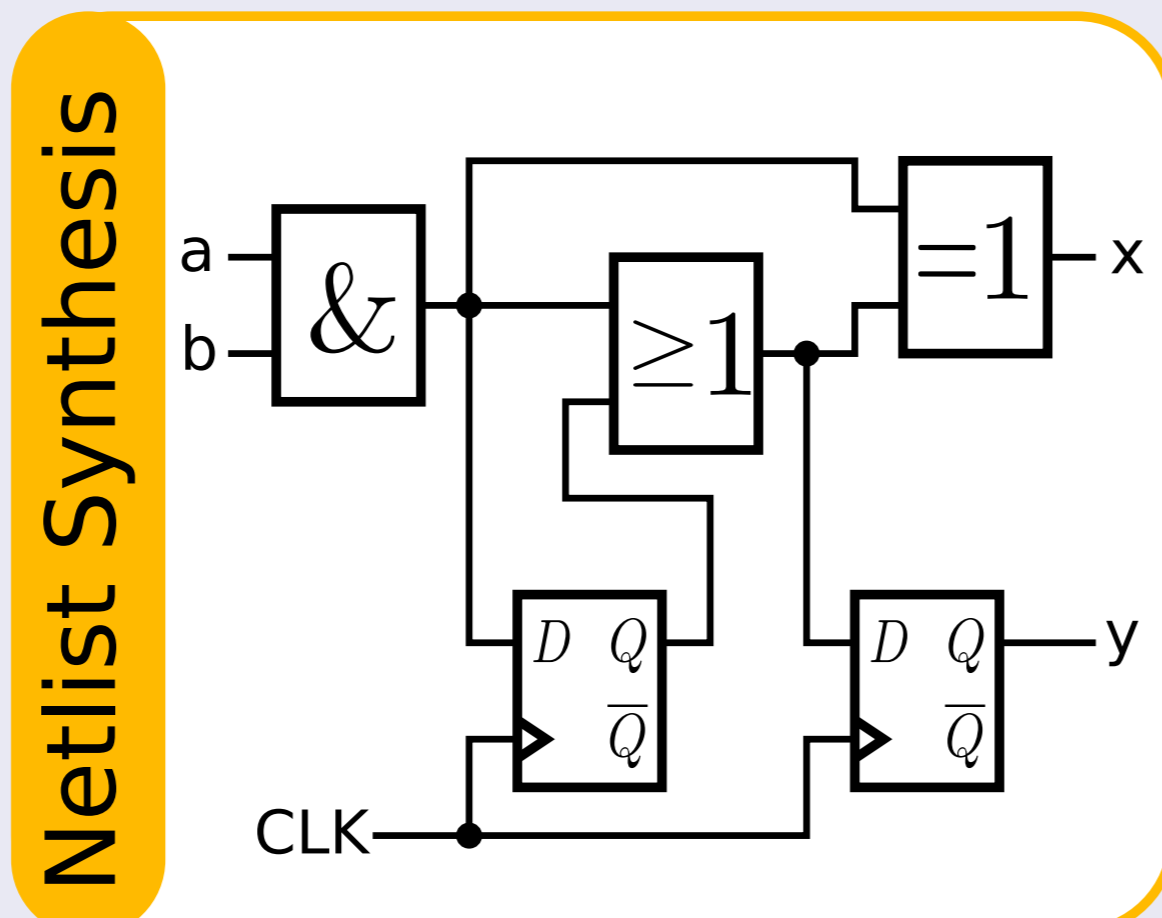 Netlist Synthesis
a
b
&
≥1
=1
x
D Q
Q̅
D Q
Q̅
y
CLK